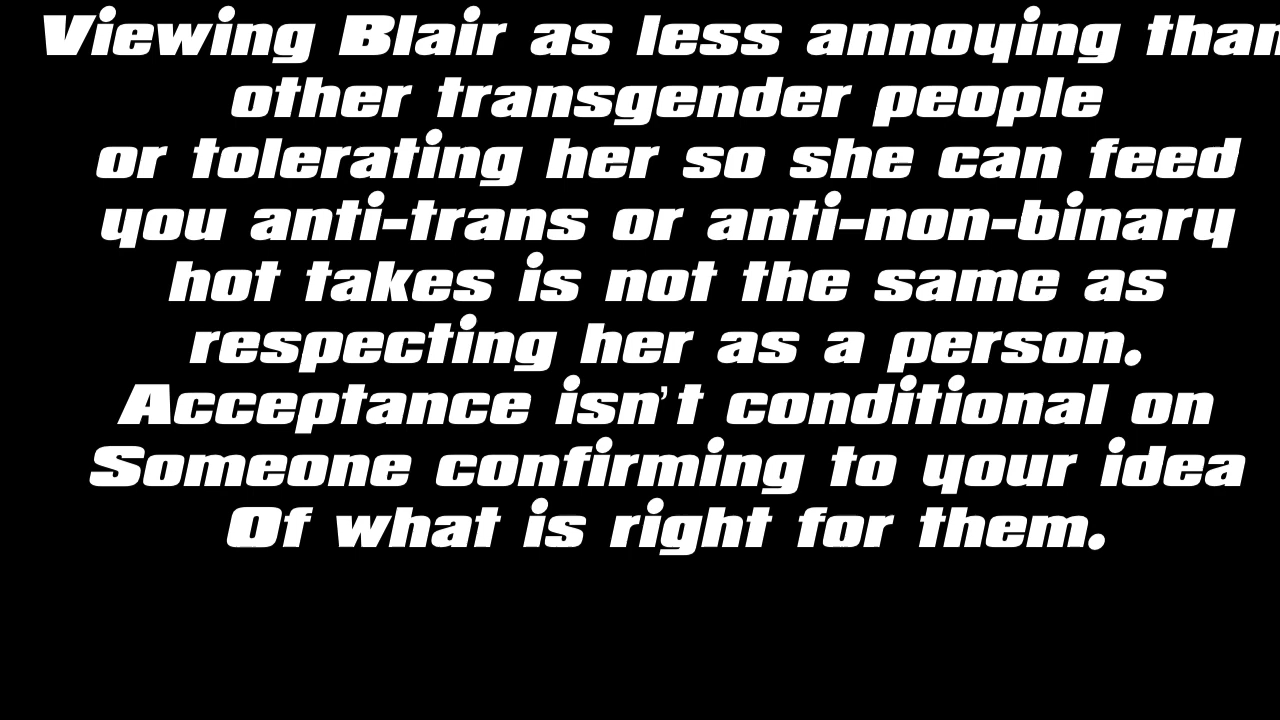 Viewing Blair as less annoying than
other transgender people
or tolerating her so she can feed
you anti-trans or anti-non-binary
hot takes is not the same as
respecting her as a person.
Acceptance isn't conditional on
Someone confirming to your idea
Of what is right for them.